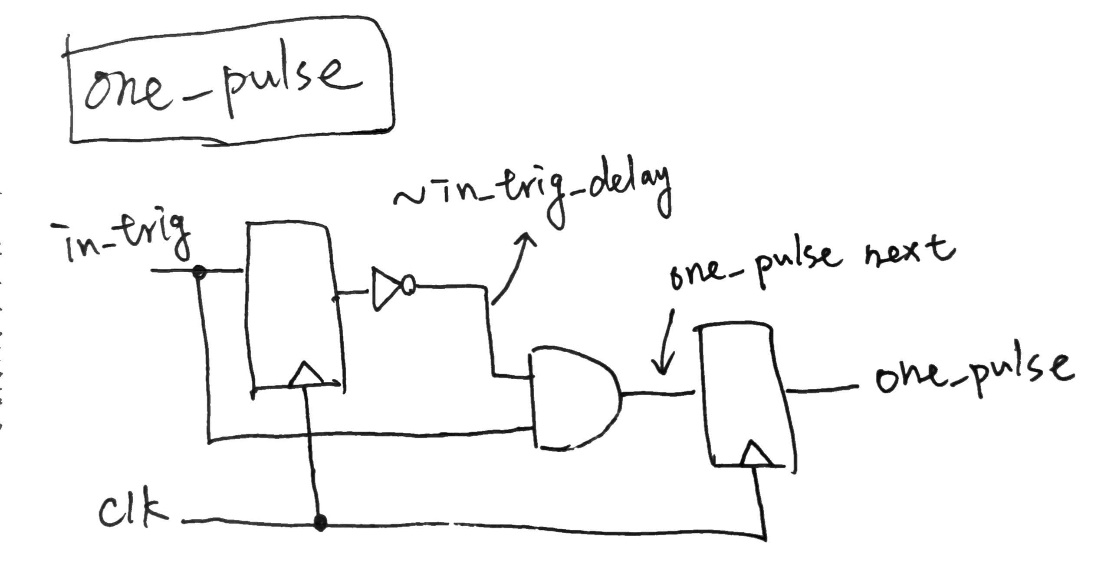 one_pulse
~in_trig_delay
in_trig
one_pulse next
one_pulse
clk